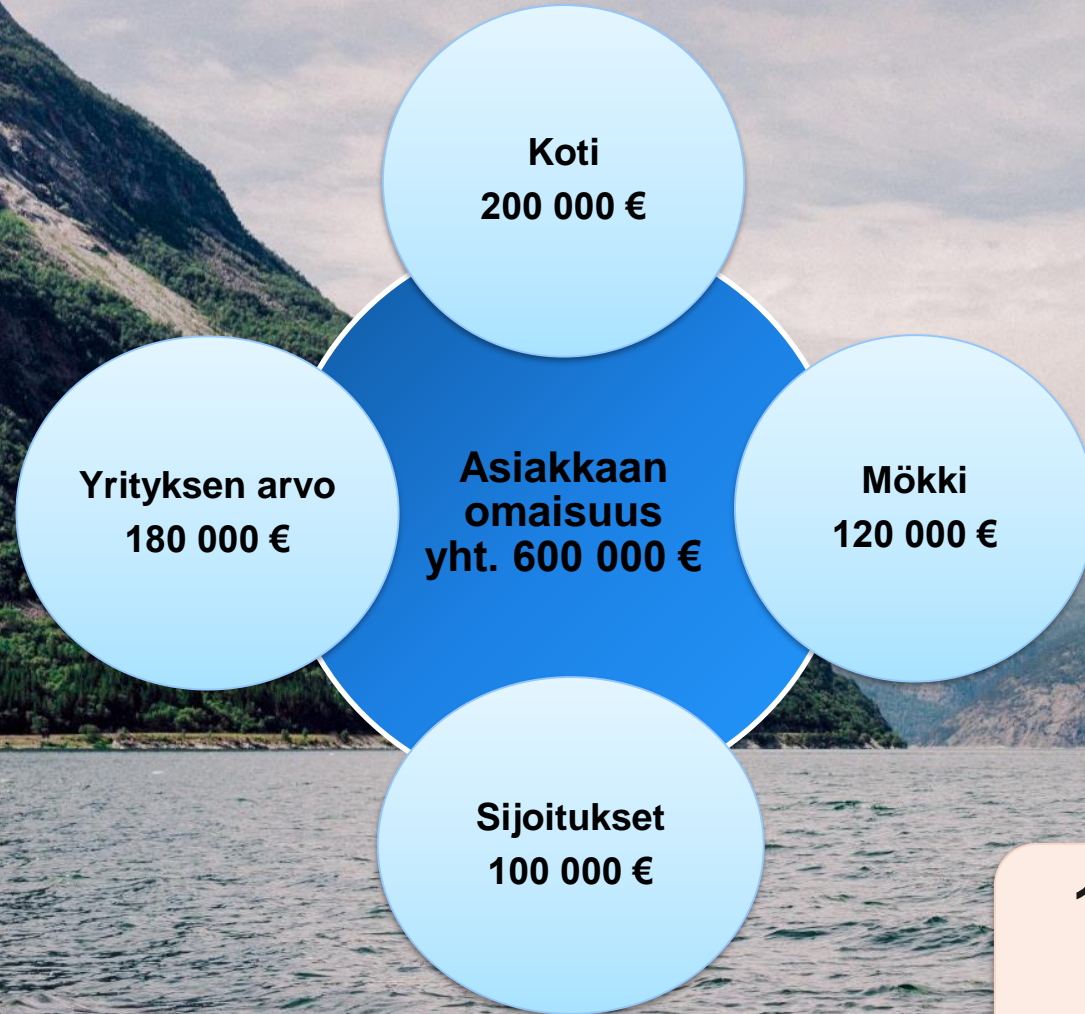 Koti
200 000 €
Yrityksen arvo
180 000 €
Asiakkaan
omaisuus
yht. 600 000 €
Mökki
120 000 €
Sijoitukset
100 000 €